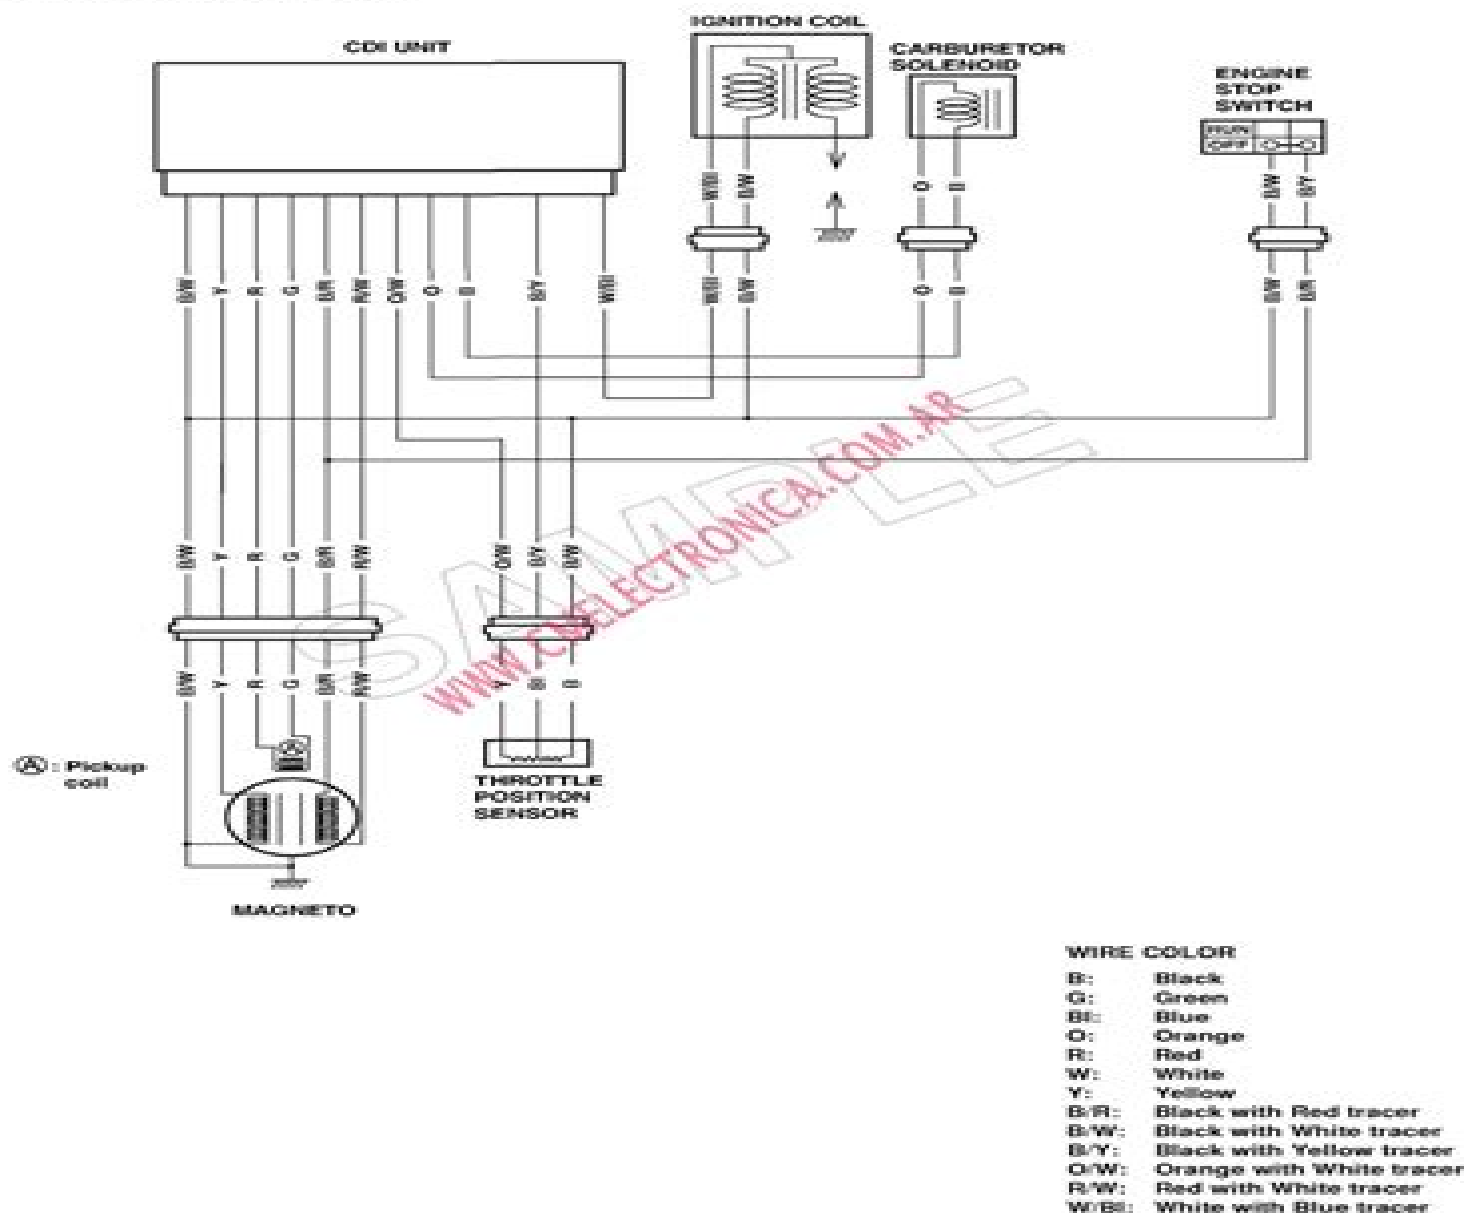 CDI UNIT
IGNITION COIL
CARBURETOR
SOLENOID
ENGINE
STOP
SWITCH
RUN
OFF
W/Bl B/W
O B
B/W B/Y
B/W Y R G B/R R/W O/W O B B/Y W/Bl
W/Bl B/W
O B
B/W B/R
B/W Y R G B/R R/W
O/W B/Y B/W
B/W Y R G B/R R/W
Y Bl B
A
A : Pickup
coil
THROTTLE
POSITION
SENSOR
MAGNETO
SAMPLE
WWW.CMELECTRONICA.COM.AR
WIRE COLOR
B: Black
G: Green
Bl: Blue
O: Orange
R: Red
W: White
Y: Yellow
B/R: Black with Red tracer
B/W: Black with White tracer
B/Y: Black with Yellow tracer
O/W: Orange with White tracer
R/W: Red with White tracer
W/Bl: White with Blue tracer